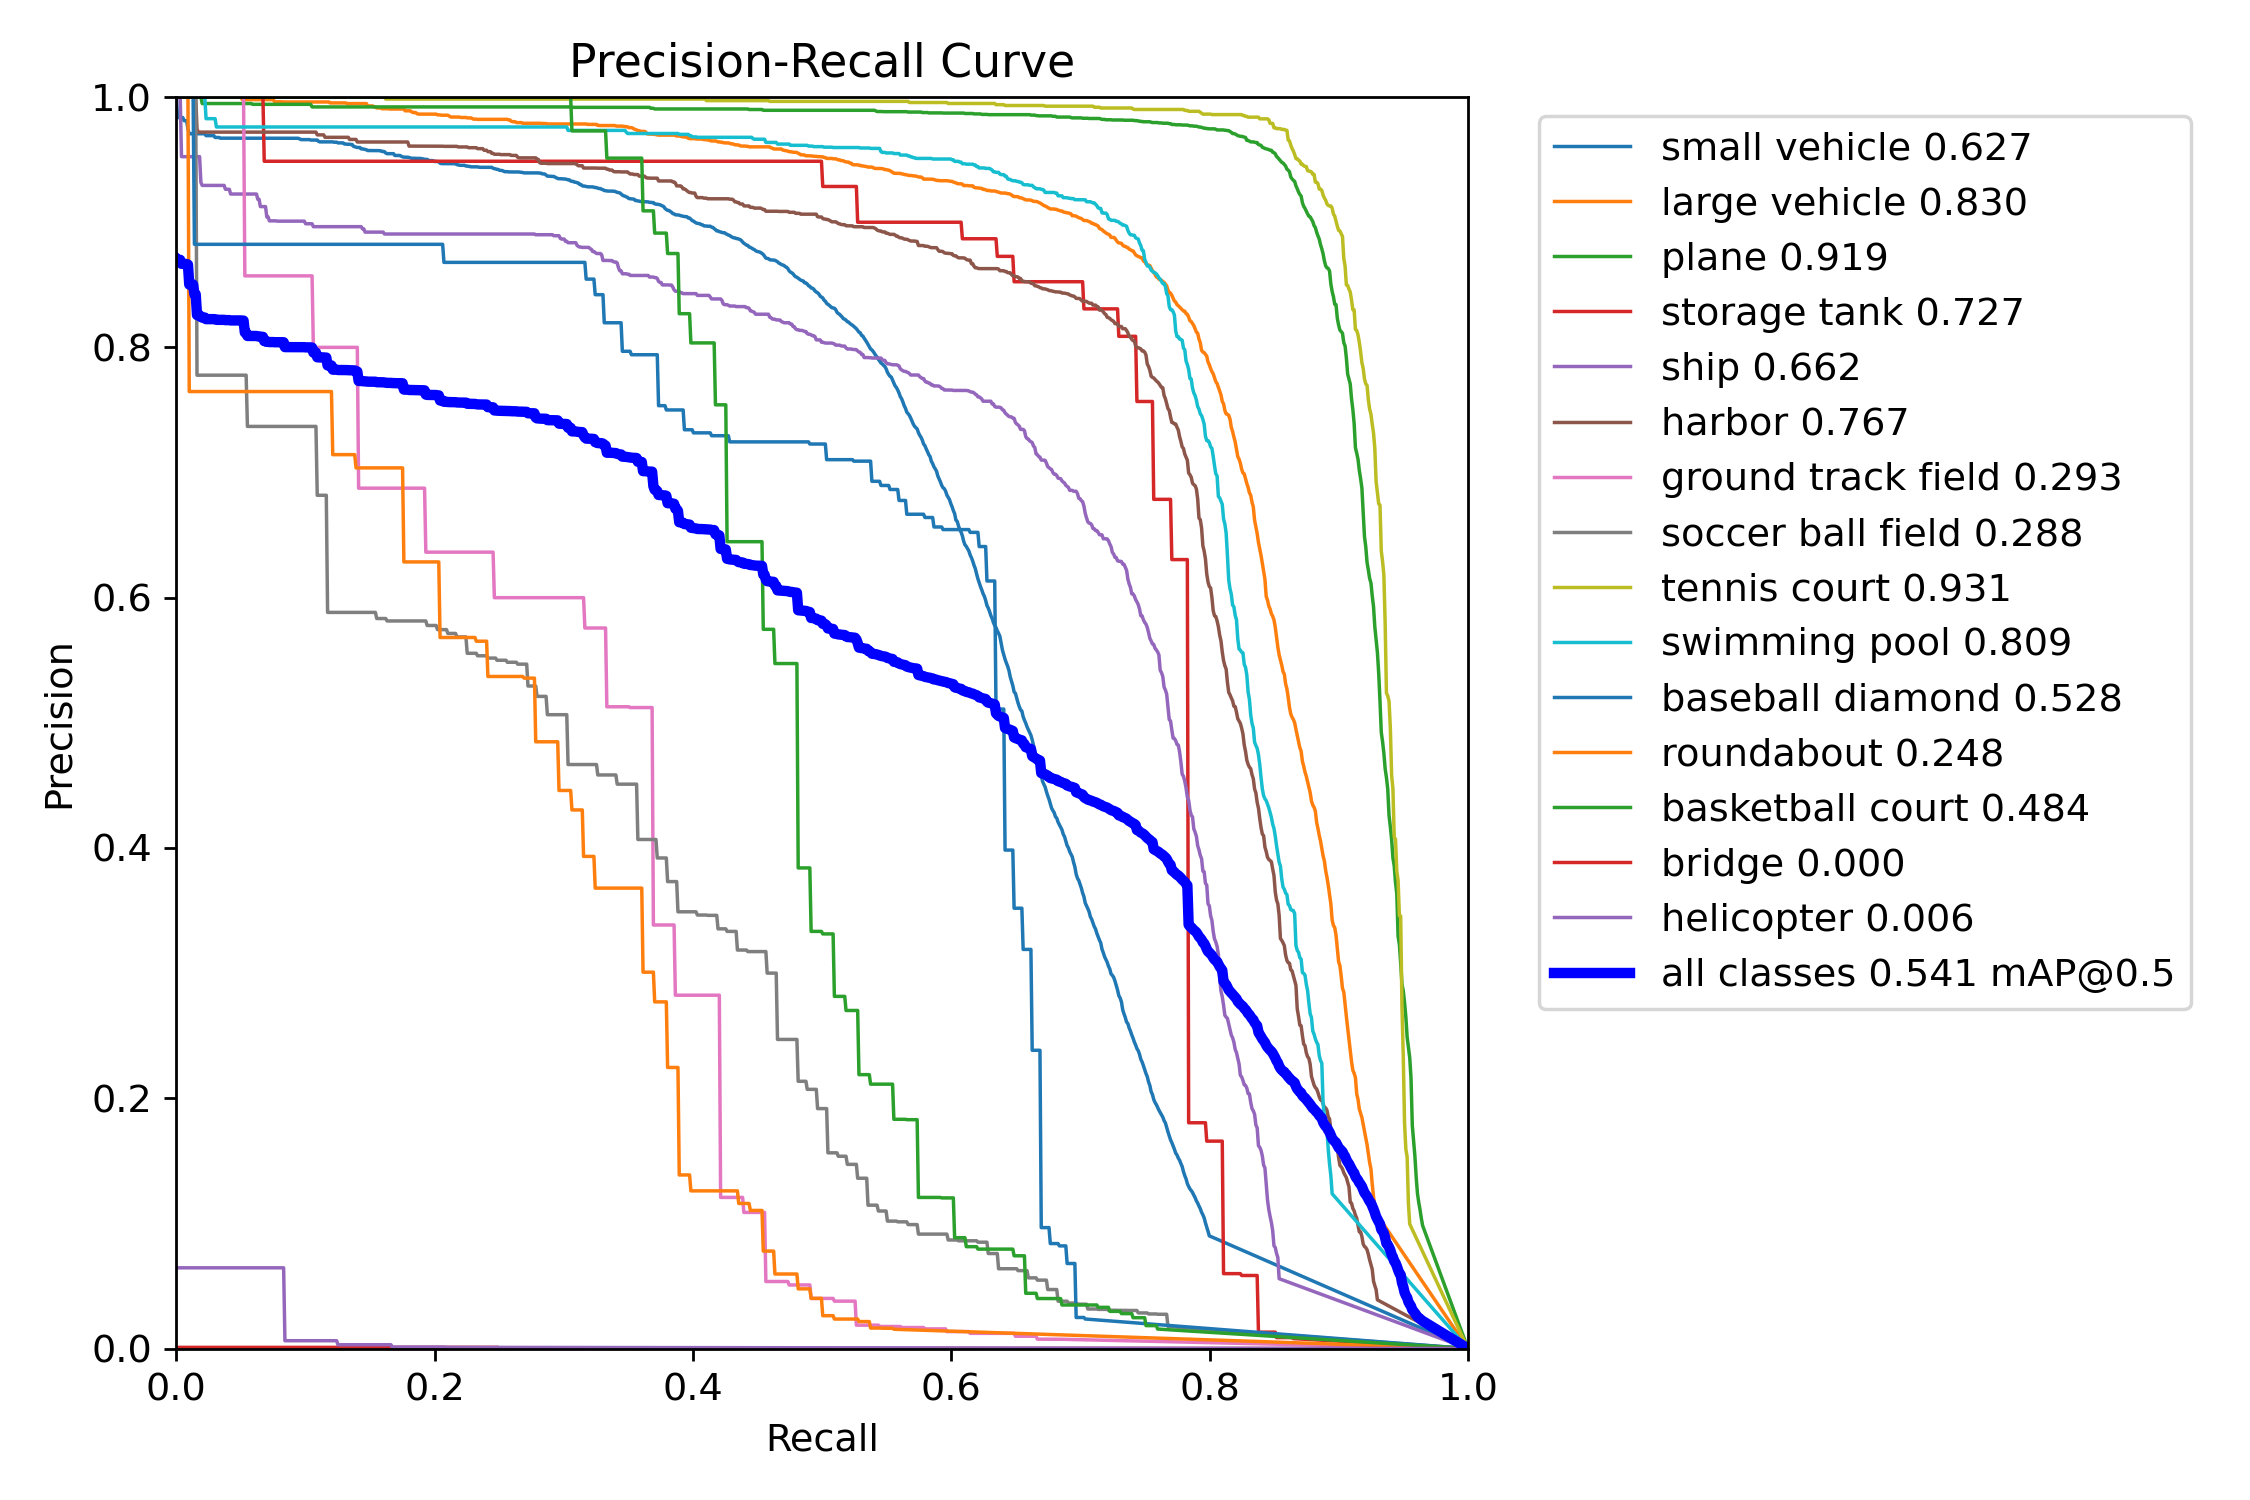 Precision-Recall Curve
1.0
0.8
0.6
0.4
0.2
0.0
Precision
0.0 0.2 0.4 0.6 0.8 1.0
Recall
small vehicle 0.627
large vehicle 0.830
plane 0.919
storage tank 0.727
ship 0.662
harbor 0.767
ground track field 0.293
soccer ball field 0.288
tennis court 0.931
swimming pool 0.809
baseball diamond 0.528
roundabout 0.248
basketball court 0.484
bridge 0.000
helicopter 0.006
all classes 0.541 mAP@0.5